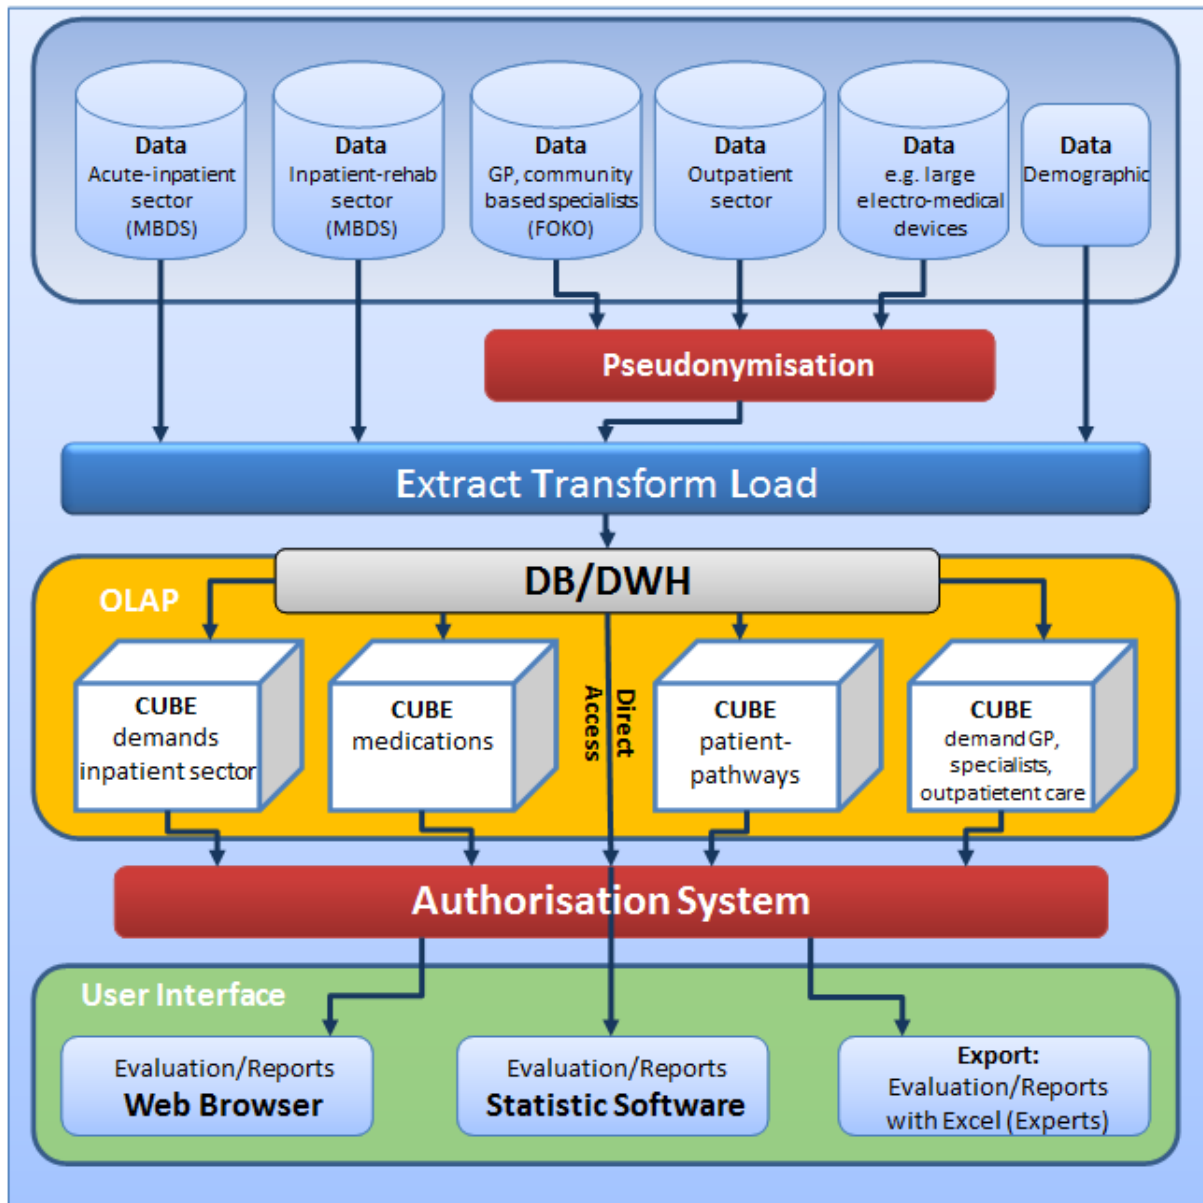 Data
Acute-inpatient
sector
(MBDS)
Data
Inpatient-rehab
sector
(MBDS)
Data
GP, community
based specialists
(FOKO)
Data
Outpatient
sector
Data
e.g. large
electro-medical
devices
Data
Demographic
Pseudonymisation
Extract Transform Load
DB/DWH
OLAP
CUBE
demands
inpatient sector
CUBE
medications
Direct
Access
CUBE
patient-
pathways
CUBE
demand GP,
specialists,
outpatietent care
Authorisation System
User Interface
Evaluation/Reports
Web Browser
Evaluation/Reports
Statistic Software
Export:
Evaluation/Reports
with Excel (Experts)